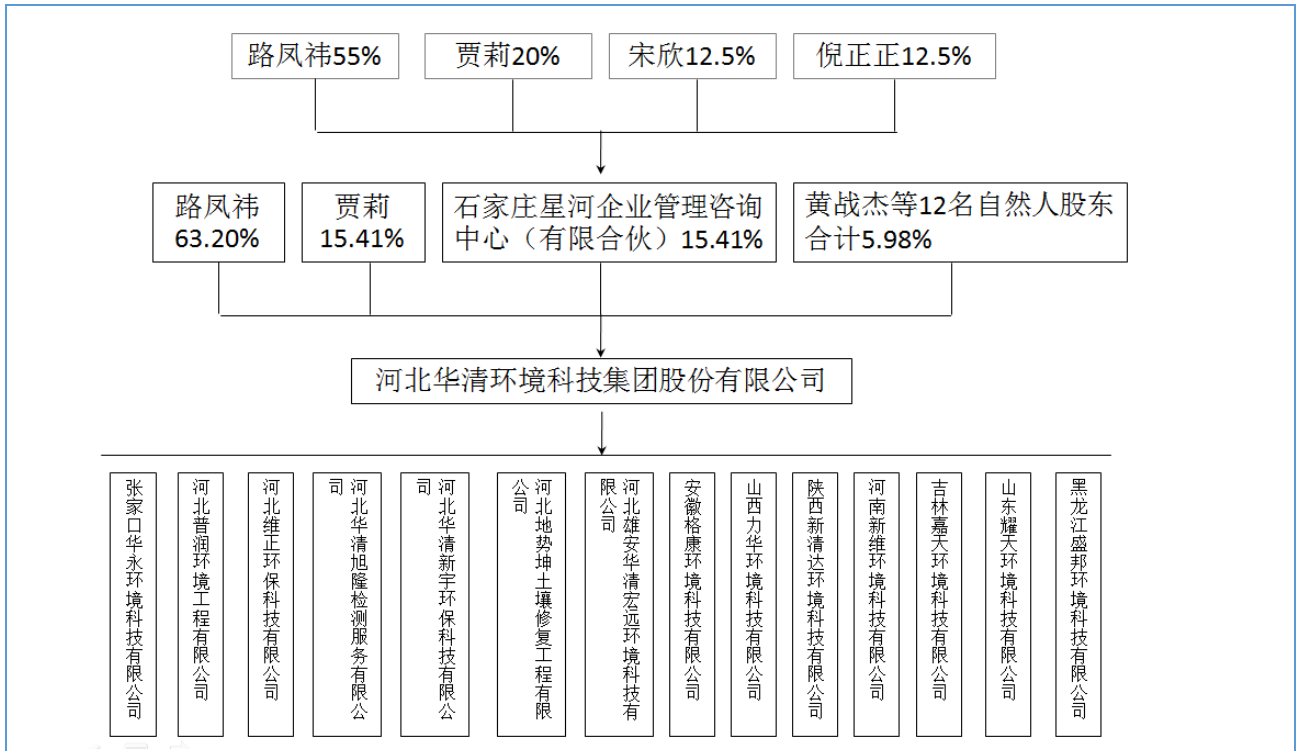 路凤祎55%
贾莉20%
宋欣12.5%
倪正正12.5%
路凤祎
63.20%
贾莉
15.41%
石家庄星河企业管理咨询
中心（有限合伙）15.41%
黄战杰等12名自然人股东
合计5.98%
河北华清环境科技集团股份有限公司
张家口华永环境科技有限公司
河北普润环境工程有限公司
河北维正环保科技有限公司
河北华清旭隆检测服务有限公
司
河北华清新宇环保科技有限公
司
河北地势坤土壤修复工程有限
公司
河北雄安华清宏远环境科技有
限公司
安徽格康环境科技有限公司
山西力华环境科技有限公司
陕西新清达环境科技有限公司
河南新维环境科技有限公司
吉林嘉天环境科技有限公司
山东耀天环境科技有限公司
黑龙江盛邦环境科技有限公司